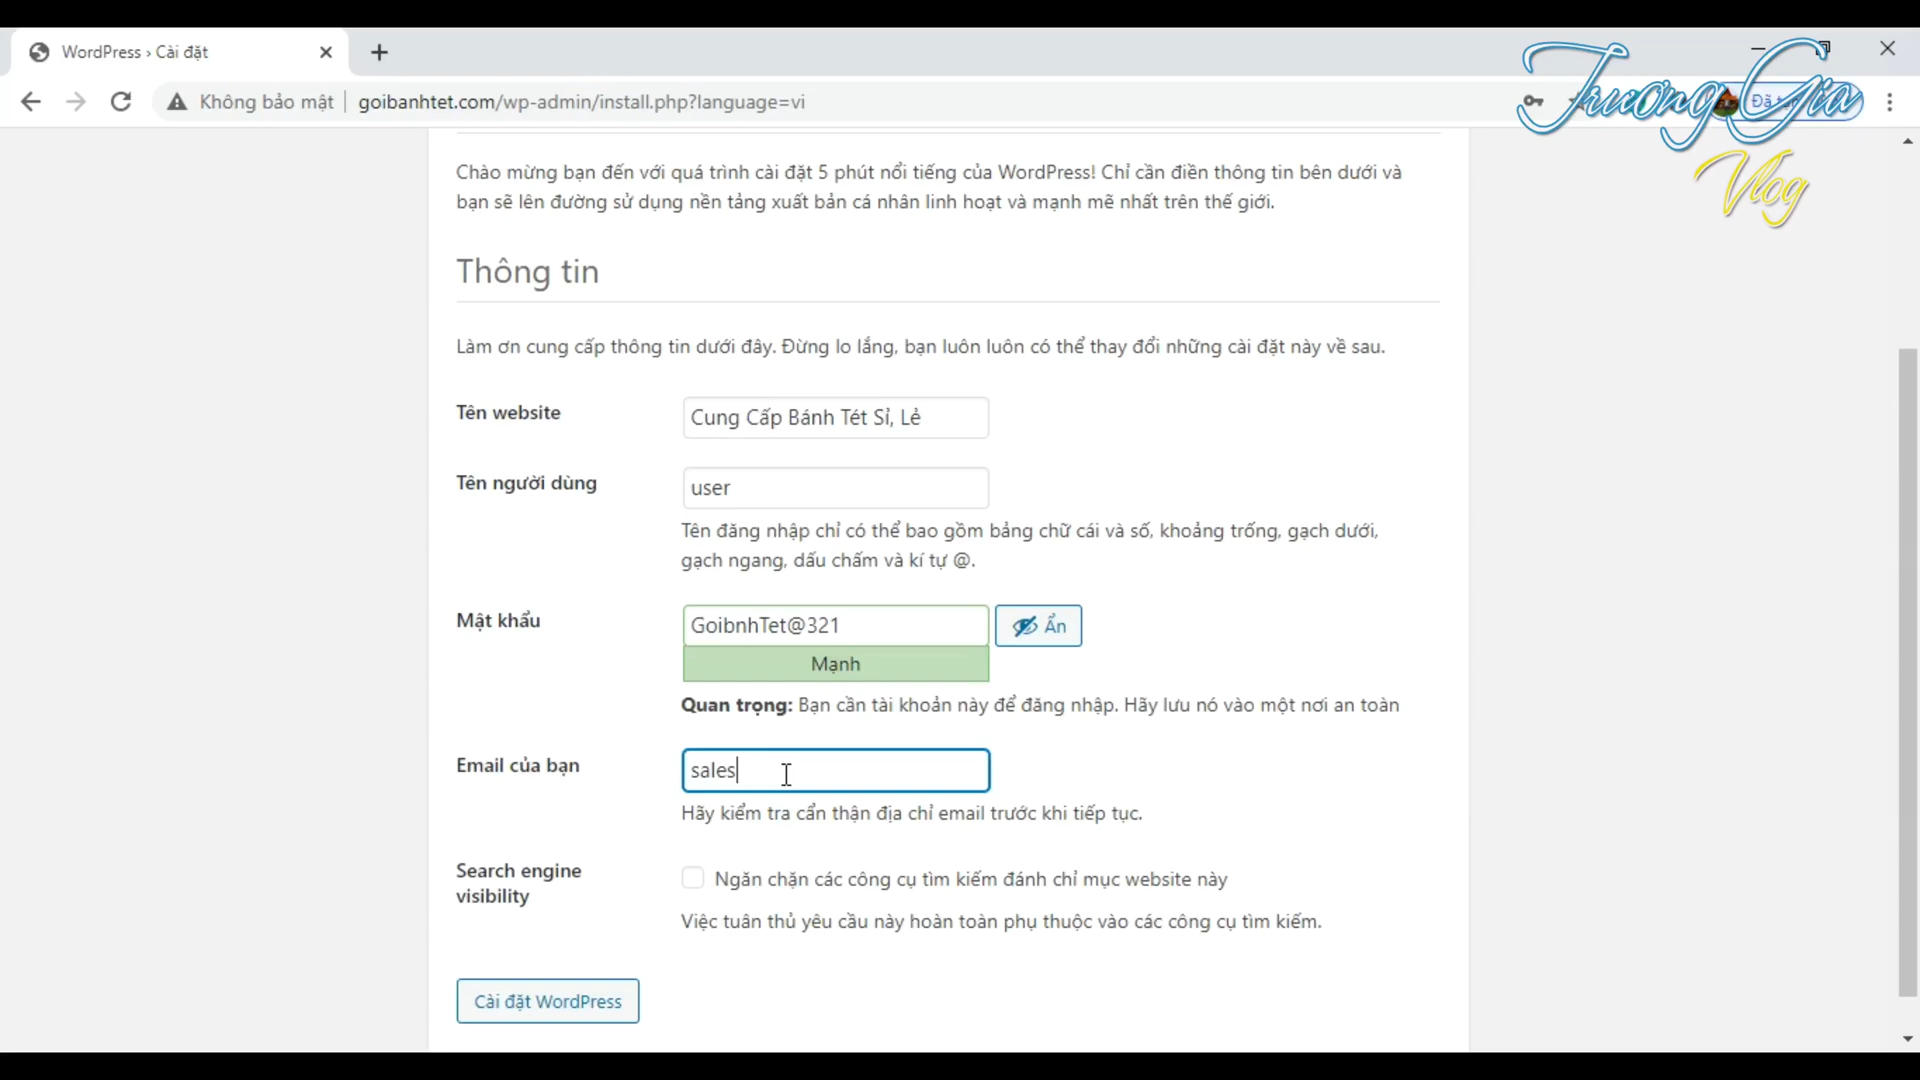 WordPress › Cài đặt
Không bảo mật
goibanhtet.com/wp-admin/install.php?language=vi
Trương Gia
Vlog
Chào mừng bạn đến với quá trình cài đặt 5 phút nổi tiếng của WordPress! Chỉ cần điền thông tin bên dưới và
bạn sẽ lên đường sử dụng nền tảng xuất bản cá nhân linh hoạt và mạnh mẽ nhất trên thế giới.
Thông tin
Làm ơn cung cấp thông tin dưới đây. Đừng lo lắng, bạn luôn luôn có thể thay đổi những cài đặt này về sau.
Tên website
Cung Cấp Bánh Tét Sỉ, Lẻ
Tên người dùng
user
Tên đăng nhập chỉ có thể bao gồm bảng chữ cái và số, khoảng trống, gạch dưới,
gạch ngang, dấu chấm và kí tự @.
Mật khẩu
GoibnhTet@321
Ẩn
Mạnh
Quan trọng: Bạn cần tài khoản này để đăng nhập. Hãy lưu nó vào một nơi an toàn
Email của bạn
sales
Hãy kiểm tra cẩn thận địa chỉ email trước khi tiếp tục.
Search engine
visibility
Ngăn chặn các công cụ tìm kiếm đánh chỉ mục website này
Việc tuân thủ yêu cầu này hoàn toàn phụ thuộc vào các công cụ tìm kiếm.
Cài đặt WordPress